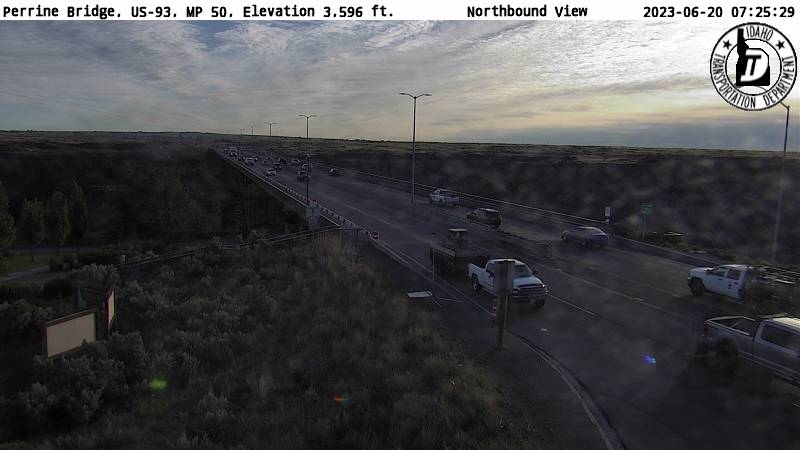 Perrine Bridge, US-93, MP 50, Elevation 3,596 ft. Northbound View 2023-06-20 07:25:29
IDAHO
TRANSPORTATION DEPARTMENT